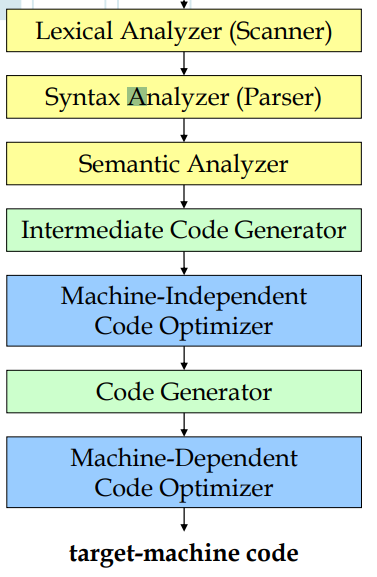 Lexical Analyzer (Scanner)
Syntax Analyzer (Parser)
Semantic Analyzer
Intermediate Code Generator
Machine-Independent
Code Optimizer
Code Generator
Machine-Dependent
Code Optimizer
target-machine code